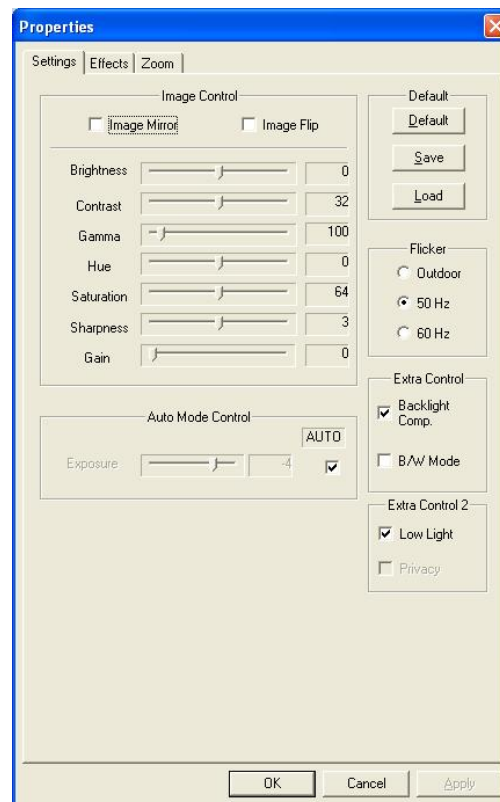 Properties
Settings Effects Zoom
Image Control
Image Mirror Image Flip
Brightness 0
Contrast 32
Gamma 100
Hue 0
Saturation 64
Sharpness 3
Gain 0
Auto Mode Control
AUTO
Exposure -4
Default
Default
Save
Load
Flicker
Outdoor
50 Hz
60 Hz
Extra Control
Backlight
Comp.
B/W Mode
Extra Control 2
Low Light
Privacy
OK Cancel Apply